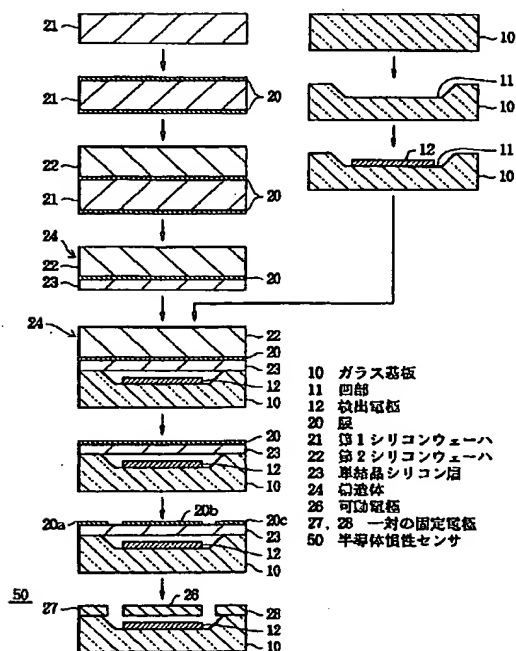 21
10
21
20
11
10
22
21
20
12
11
10
24
22
23
20
24
22
20
23
12
10
20
23
12
10
20a
20b
20c
23
12
10
50
27
26
28
12
10
10 ガラス基板
11 凹部
12 検出電極
20 膜
21 第1シリコンウェーハ
22 第2シリコンウェーハ
23 単結晶シリコン層
24 構造体
26 可動電極
27, 28 一対の固定電極
50 半導体慣性センサ